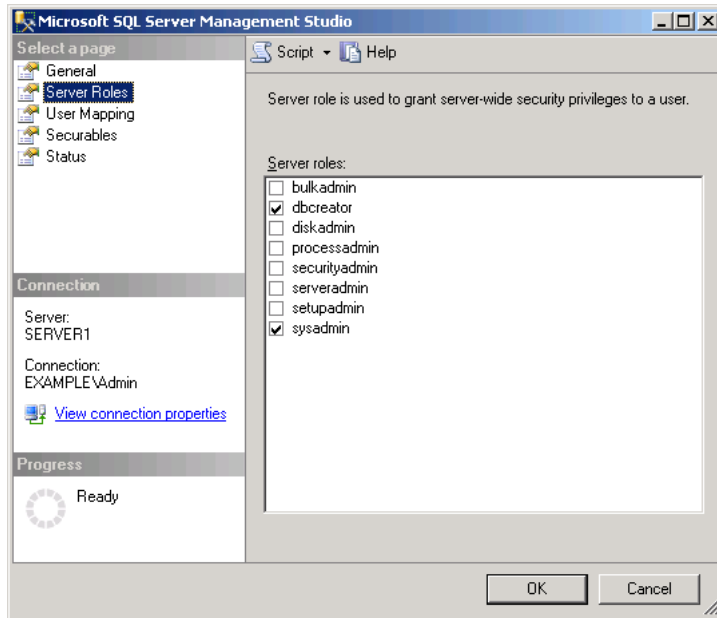 Microsoft SQL Server Management Studio
Select a page
General
Server Roles
User Mapping
Securables
Status
Connection
Server:
SERVER1
Connection:
EXAMPLE\Admin
View connection properties
Progress
Ready
Script Help
Server role is used to grant server-wide security privileges to a user.
Server roles:
bulkadmin
dbcreator
diskadmin
processadmin
securityadmin
serveradmin
setupadmin
sysadmin
OK Cancel